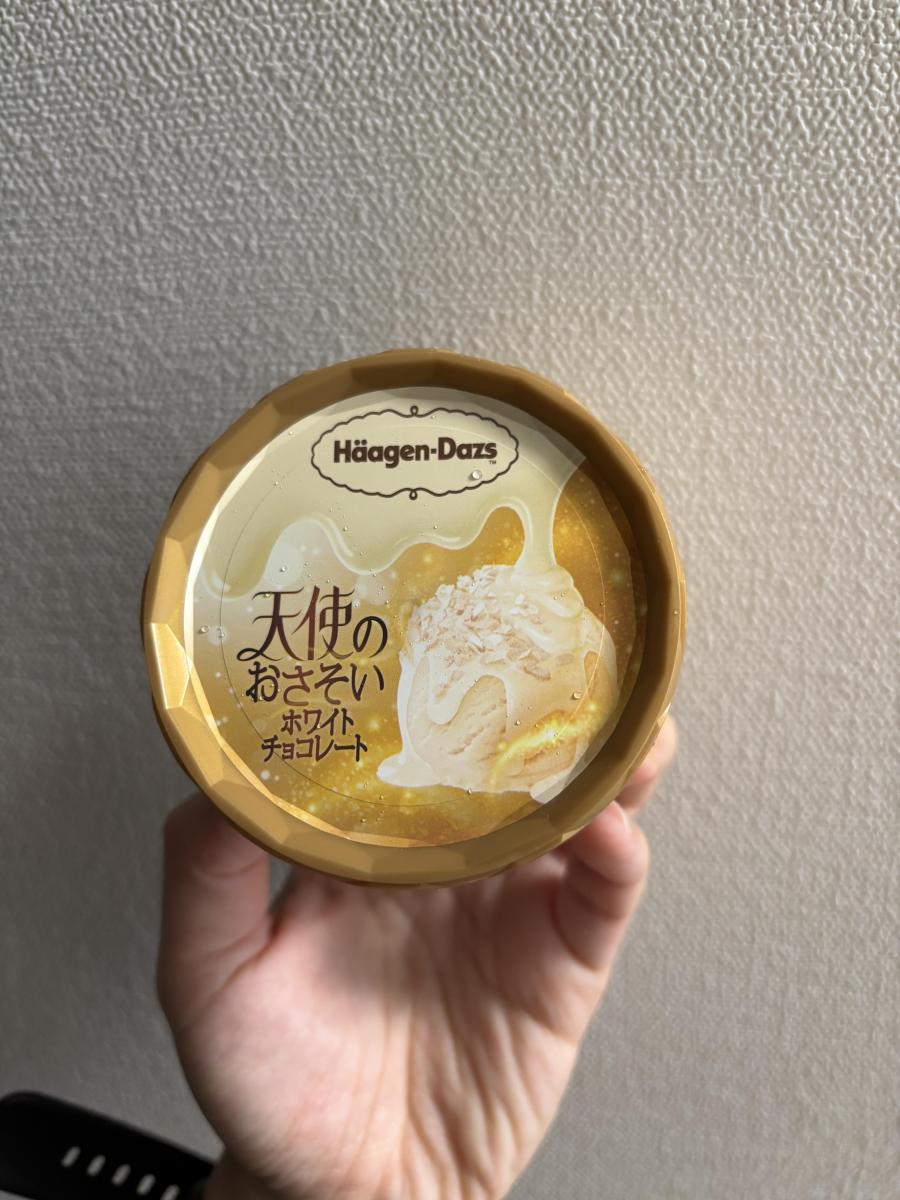 Häagen-Dazs
™
天使の
おさそい
ホワイト
チョコレート